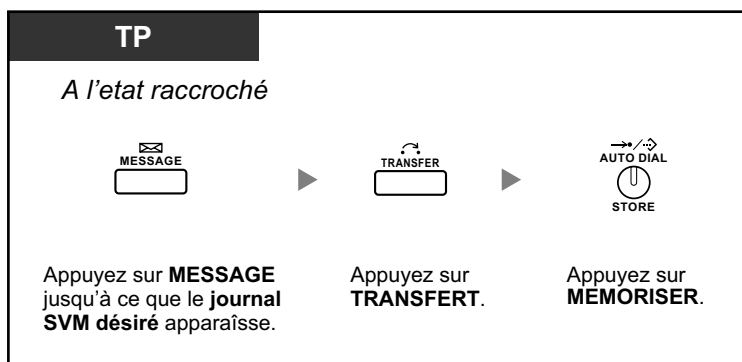 TP
A l'etat raccroché
MESSAGE
TRANSFER
AUTO DIAL
STORE
Appuyez sur MESSAGE
jusqu'à ce que le journal
SVM désiré apparaîsse.
Appuyez sur
TRANSFERT.
Appuyez sur
MEMORISER.